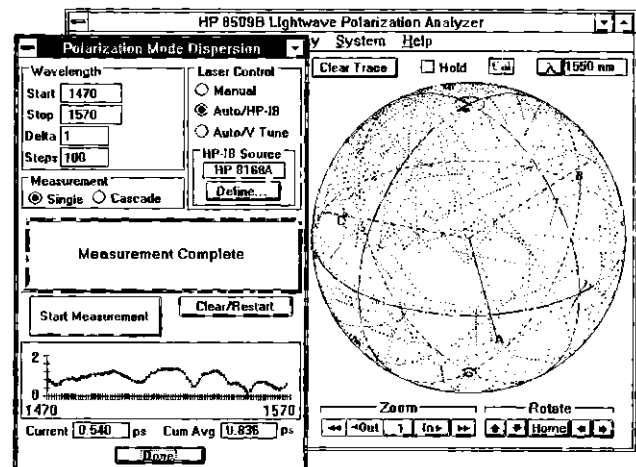 HP 8509B Lightwave Polarization Analyzer
y System Help
Clear Trace Hold Cal λ 1550 nm
Polarization Mode Dispersion
Wavelength
Start 1470
Stop 1570
Delta 1
Steps 100
Laser Control
Manual
Auto/HP-IB
Auto/V Tune
HP-IB Source
HP 8168A
Define...
Measurement
Single Cascade
Measurement Complete
Start Measurement
Clear/Restart
2
0
1470 1570
Current 0.540 ps Cum Avg 0.836 ps
Done
B
C
A
Zoom
Out 1 In
Rotate
Home